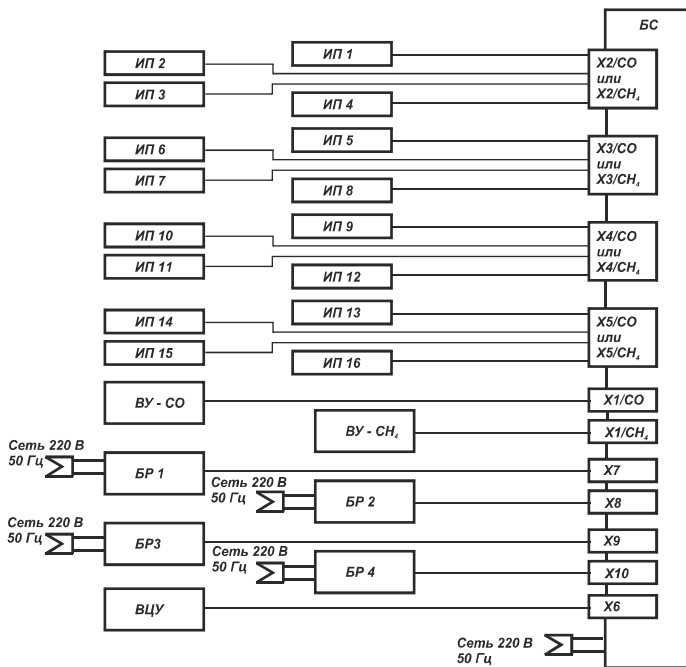 БС
ИП 1
ИП 2
ИП 3
ИП 4
X2/CO
или
X2/CH₄
ИП 5
ИП 6
ИП 7
ИП 8
X3/CO
или
X3/CH₄
ИП 9
ИП 10
ИП 11
ИП 12
X4/CO
или
X4/CH₄
ИП 13
ИП 14
ИП 15
ИП 16
X5/CO
или
X5/CH₄
ВУ - CO
X1/CO
ВУ - CH₄
X1/CH₄
Сеть 220 В
50 Гц
БР 1
X7
Сеть 220 В
50 Гц
БР 2
X8
Сеть 220 В
50 Гц
БР3
X9
Сеть 220 В
50 Гц
БР 4
X10
ВЦУ
X6
Сеть 220 В
50 Гц